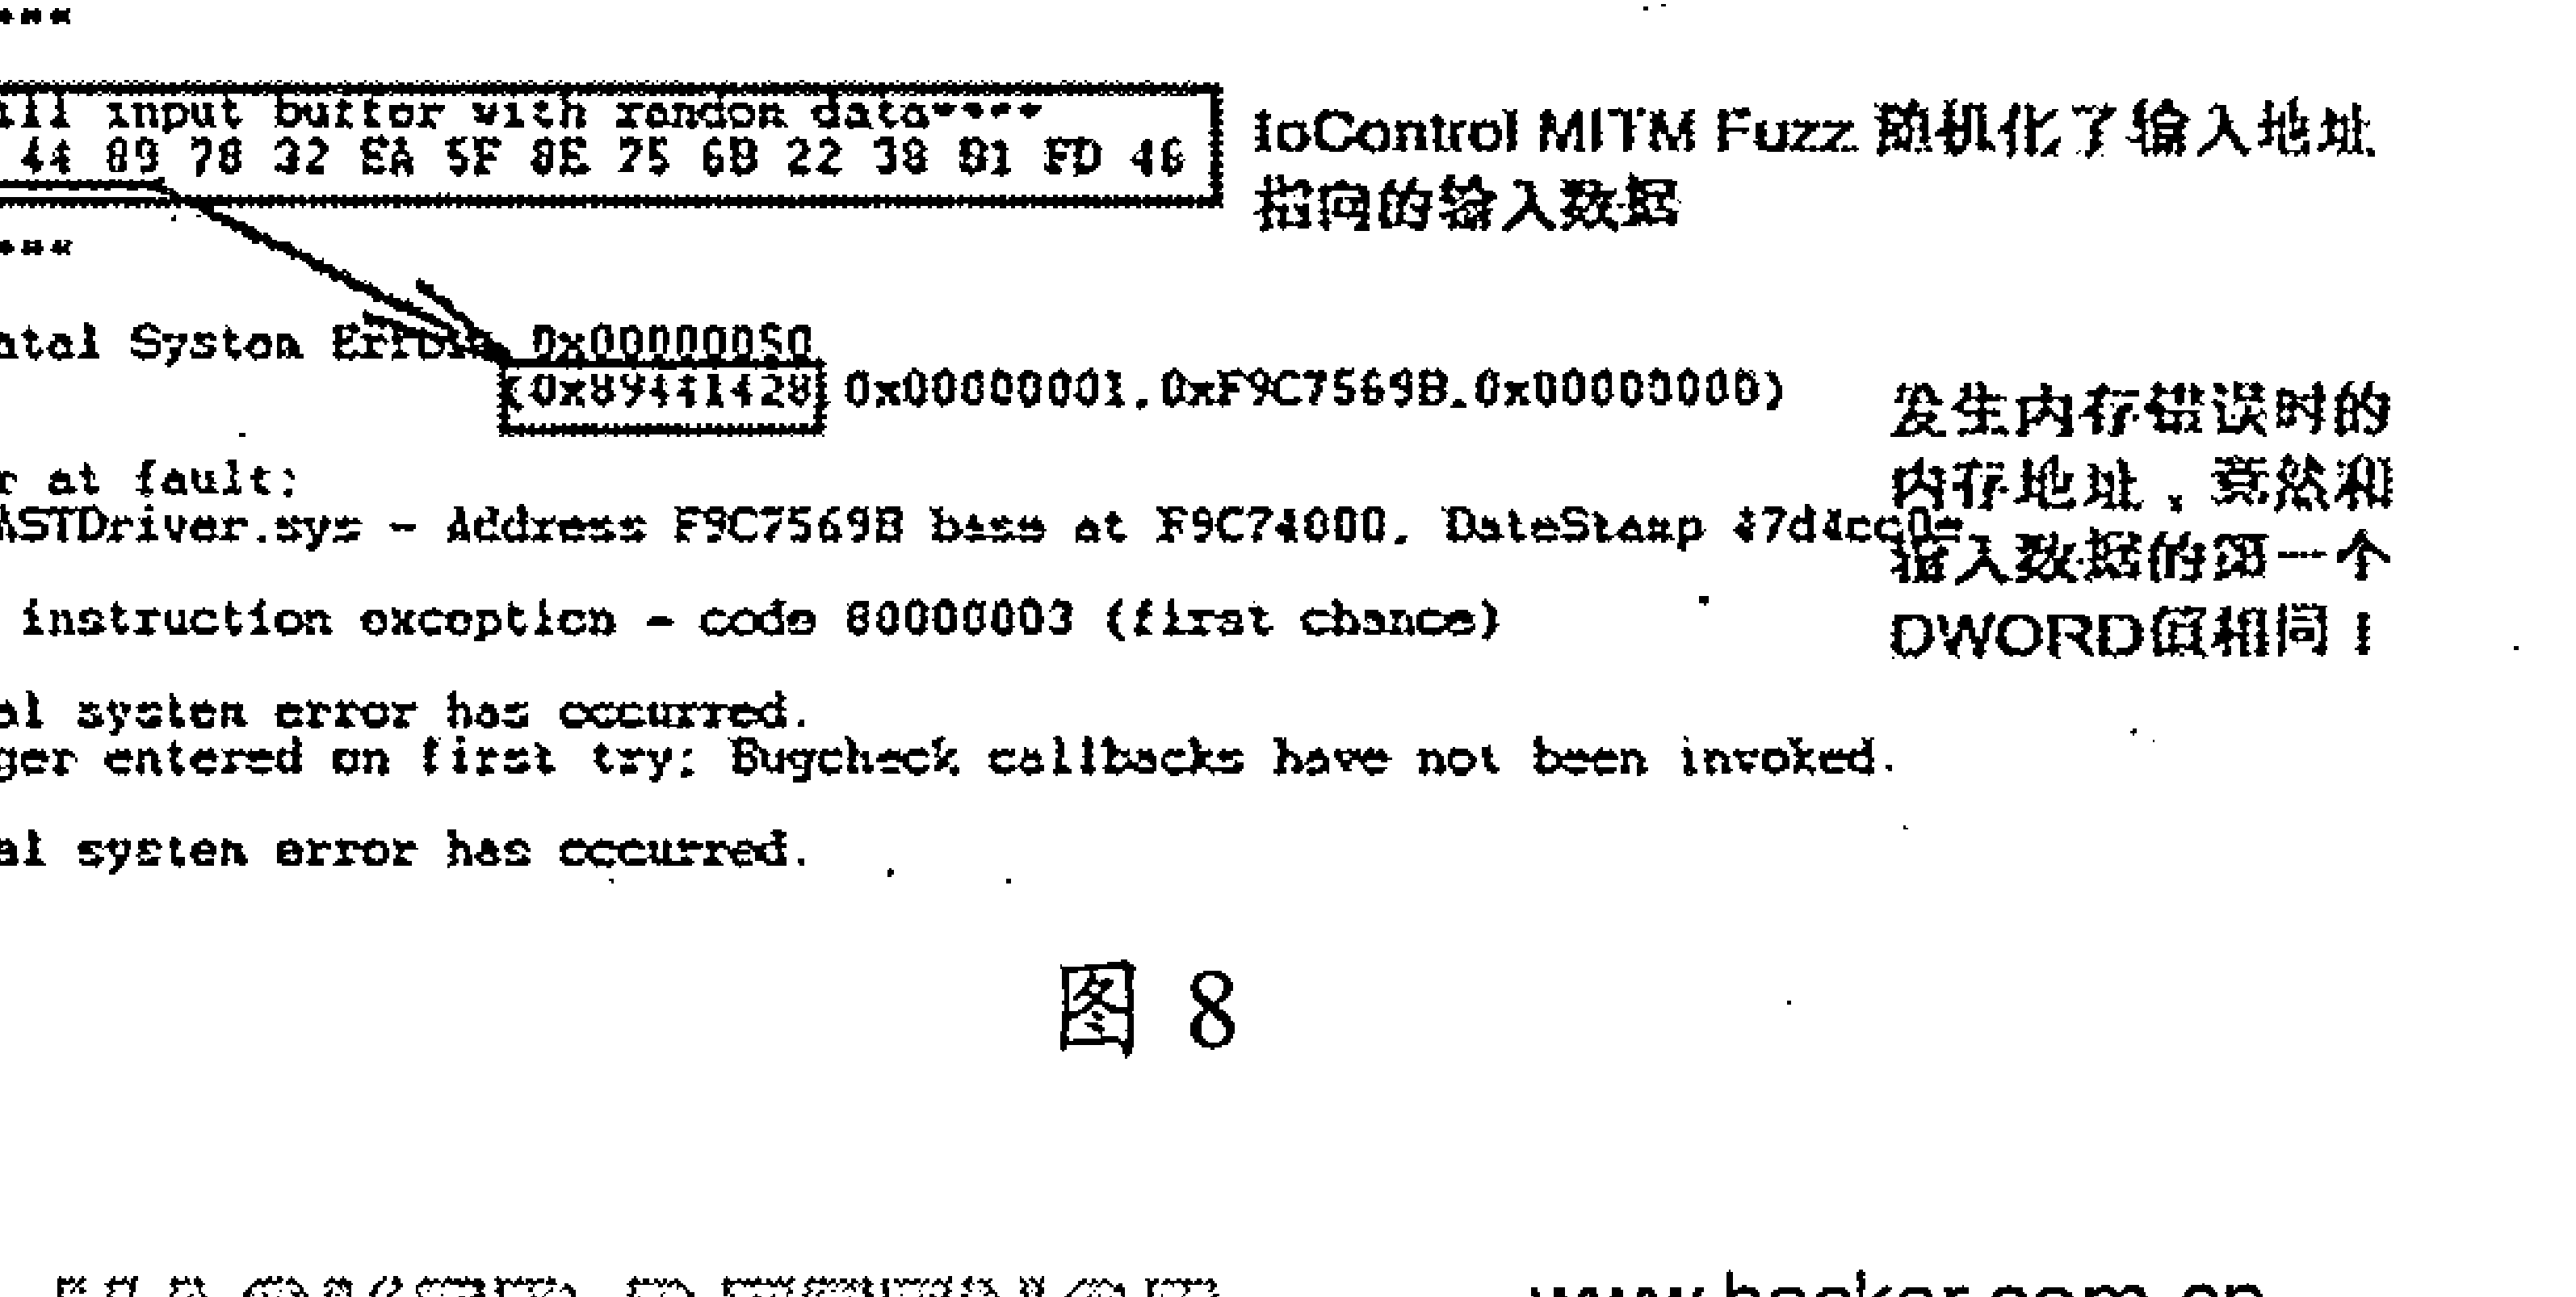 ***
ill input buffer with random data****
44 89 78 32 EA 5F 8E 75 6B 22 38 81 FD 46
IoControl MITM Fuzz 随机化了输入地址
指向的输入数据
***
atal System Error: 0x00000050
(0x89441428, 0x00000001,0xF9C7569B,0x00000000)
发生内存错误时的
内存地址，竟然和
输入数据的第一个
DWORD值相同！
r at fault:
ASTDriver.sys - Address F9C7569B base at F9C74000, DateStamp 47d4cc0e
instruction exception - code 80000003 (first chance)
al system error has occurred.
ger entered on first try; Bugcheck callbacks have not been invoked.
al system error has occurred.
图 8
www.hacker.com.cn